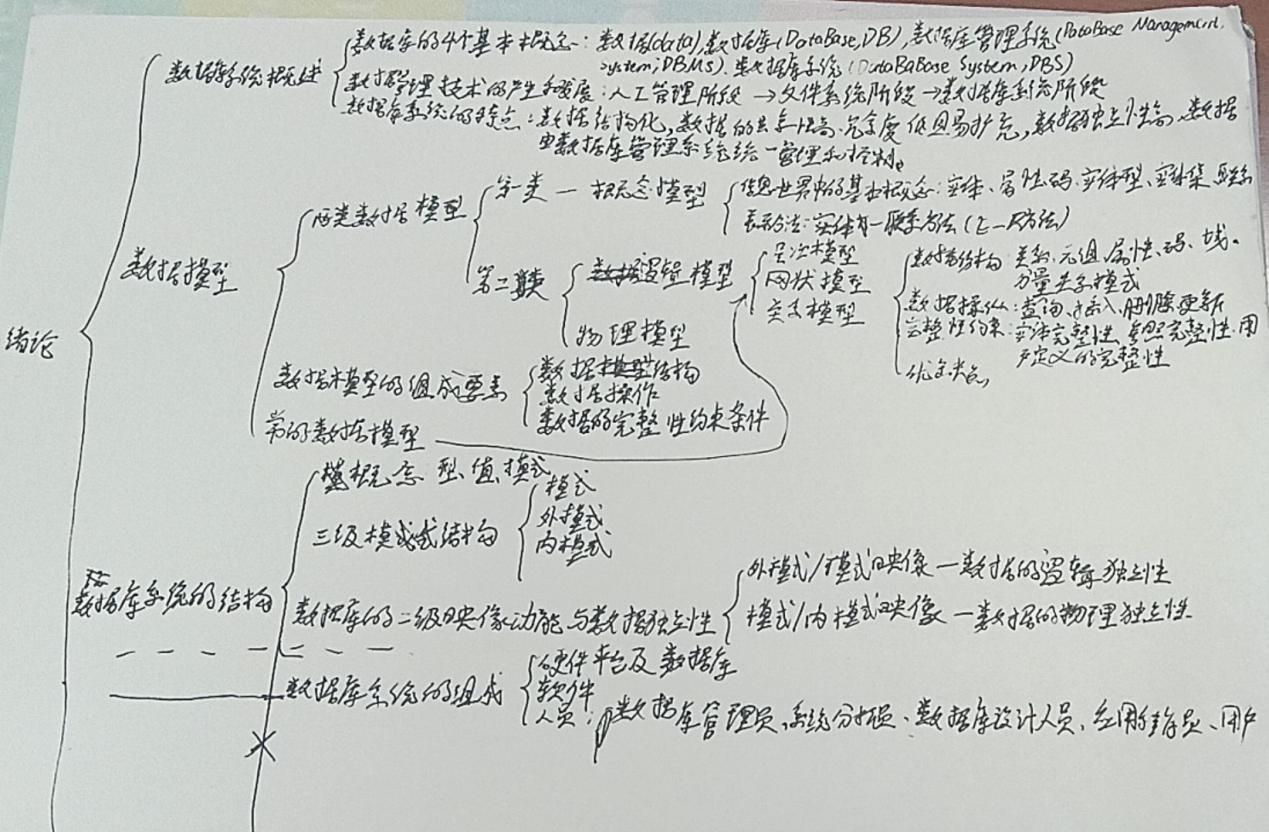 数据库的4个基本概念：数据(data),数据库(DataBase,DB),数据库管理系统(DataBase Management
数据库系统概述
System,DBMS).数据库系统(DataBaBase System,DBS)
数据管理技术的产生和发展：人工管理阶段→文件系统阶段→数据库系统阶段
数据库系统的特点：数据结构化,数据的共享性高.冗余度低且易扩充,数据独立性高、数据
由数据库管理系统统一管理和控制。
两类数据模型
第一类—概念模型
信息世界中的基本概念：实体、属性、码、实体型、实体集、联系
表示方法：实体—联系方法(E-R方法)
数据模型
第二类
逻辑模型
层次模型
网状模型
关系模型
数据结构 关系、元组、属性、码、域、
分量关系模式
数据操纵：查询、插入、删除、更新
完整性约束：实体完整性、参照完整性、用
户定义的完整性
优缺点
物理模型
绪论
数据模型的组成要素
数据结构
数据操作
数据的完整性约束条件
常的数据模型
概念 型、值、模式
三级模式结构
模式
外模式
内模式
数据库系统的结构
数据库的二级映像功能与数据独立性
外模式/模式映像—数据的逻辑独立性
模式/内模式映像—数据的物理独立性
数据库系统的组成
硬件平台及数据库
软件
人员：数据库管理员、系统分析员、数据库设计人员、应用程序员、用户